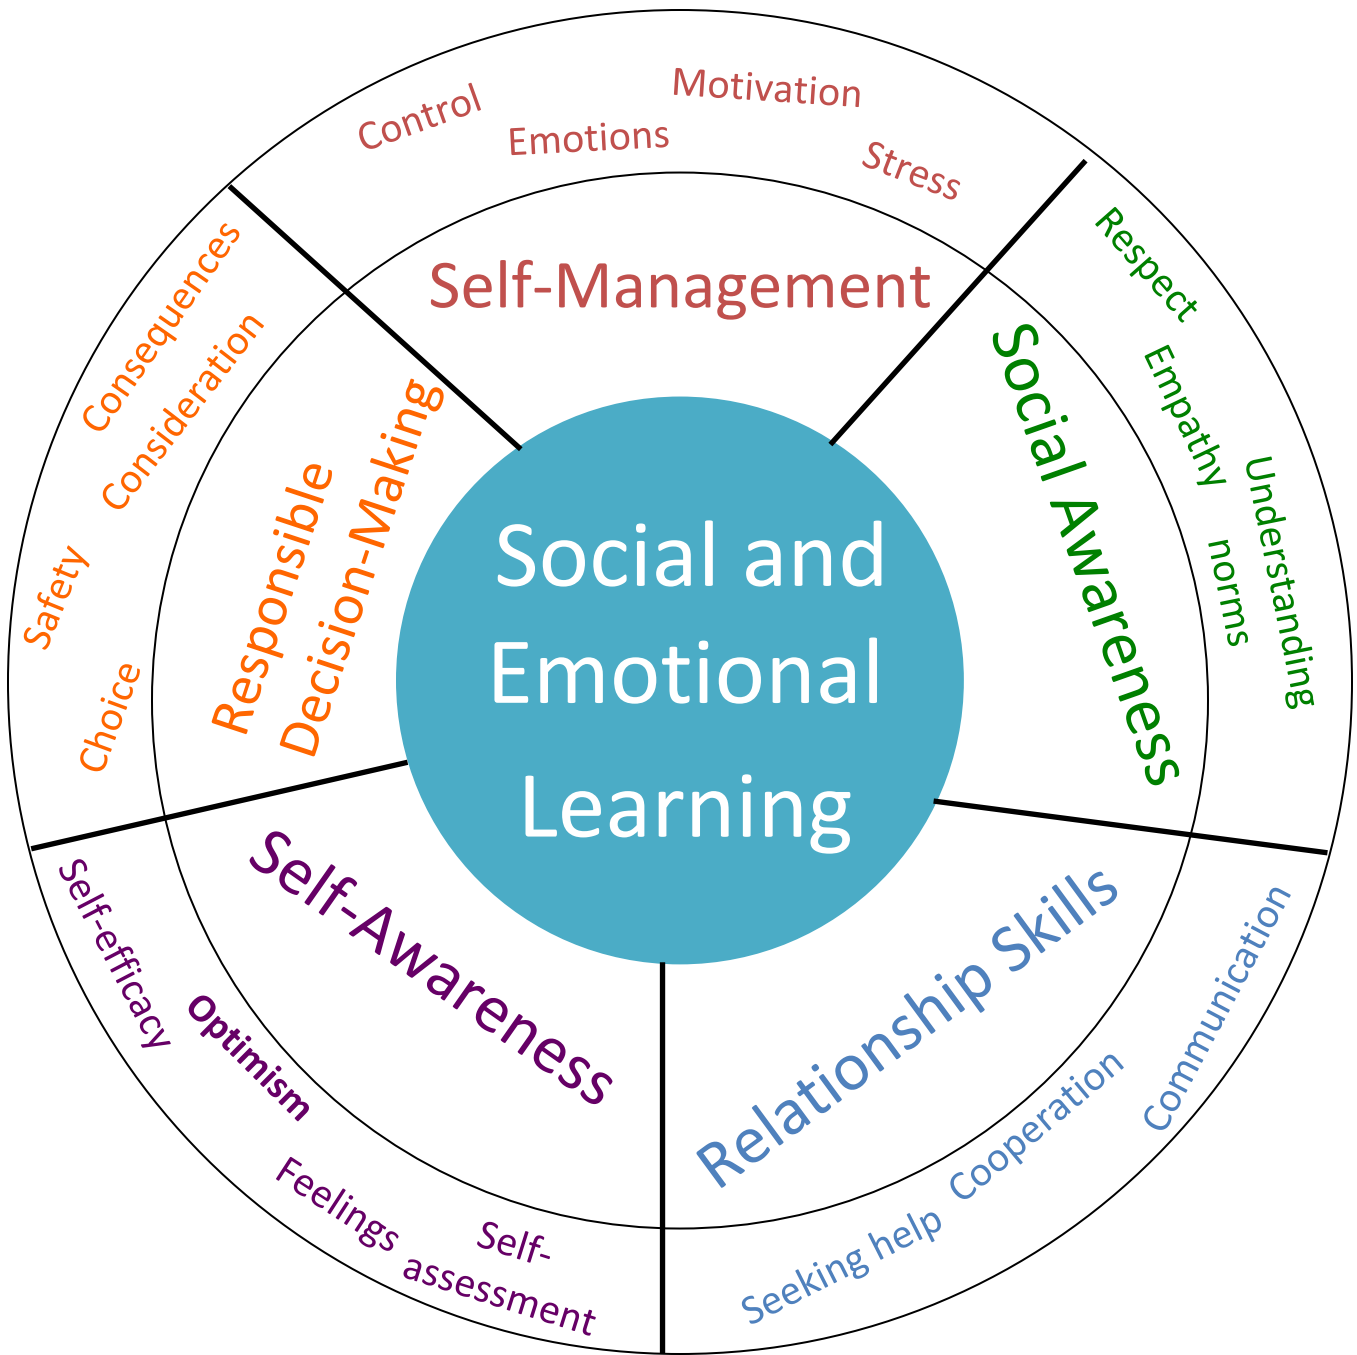 Social and
Emotional
Learning
Self-Management
Control
Emotions
Motivation
Stress
Social Awareness
Respect
Empathy
Understanding
norms
Relationship Skills
Communication
Cooperation
Seeking help
Self-Awareness
Self-efficacy
Optimism
Feelings
Self-
assessment
Responsible
Decision-Making
Consequences
Consideration
Safety
Choice